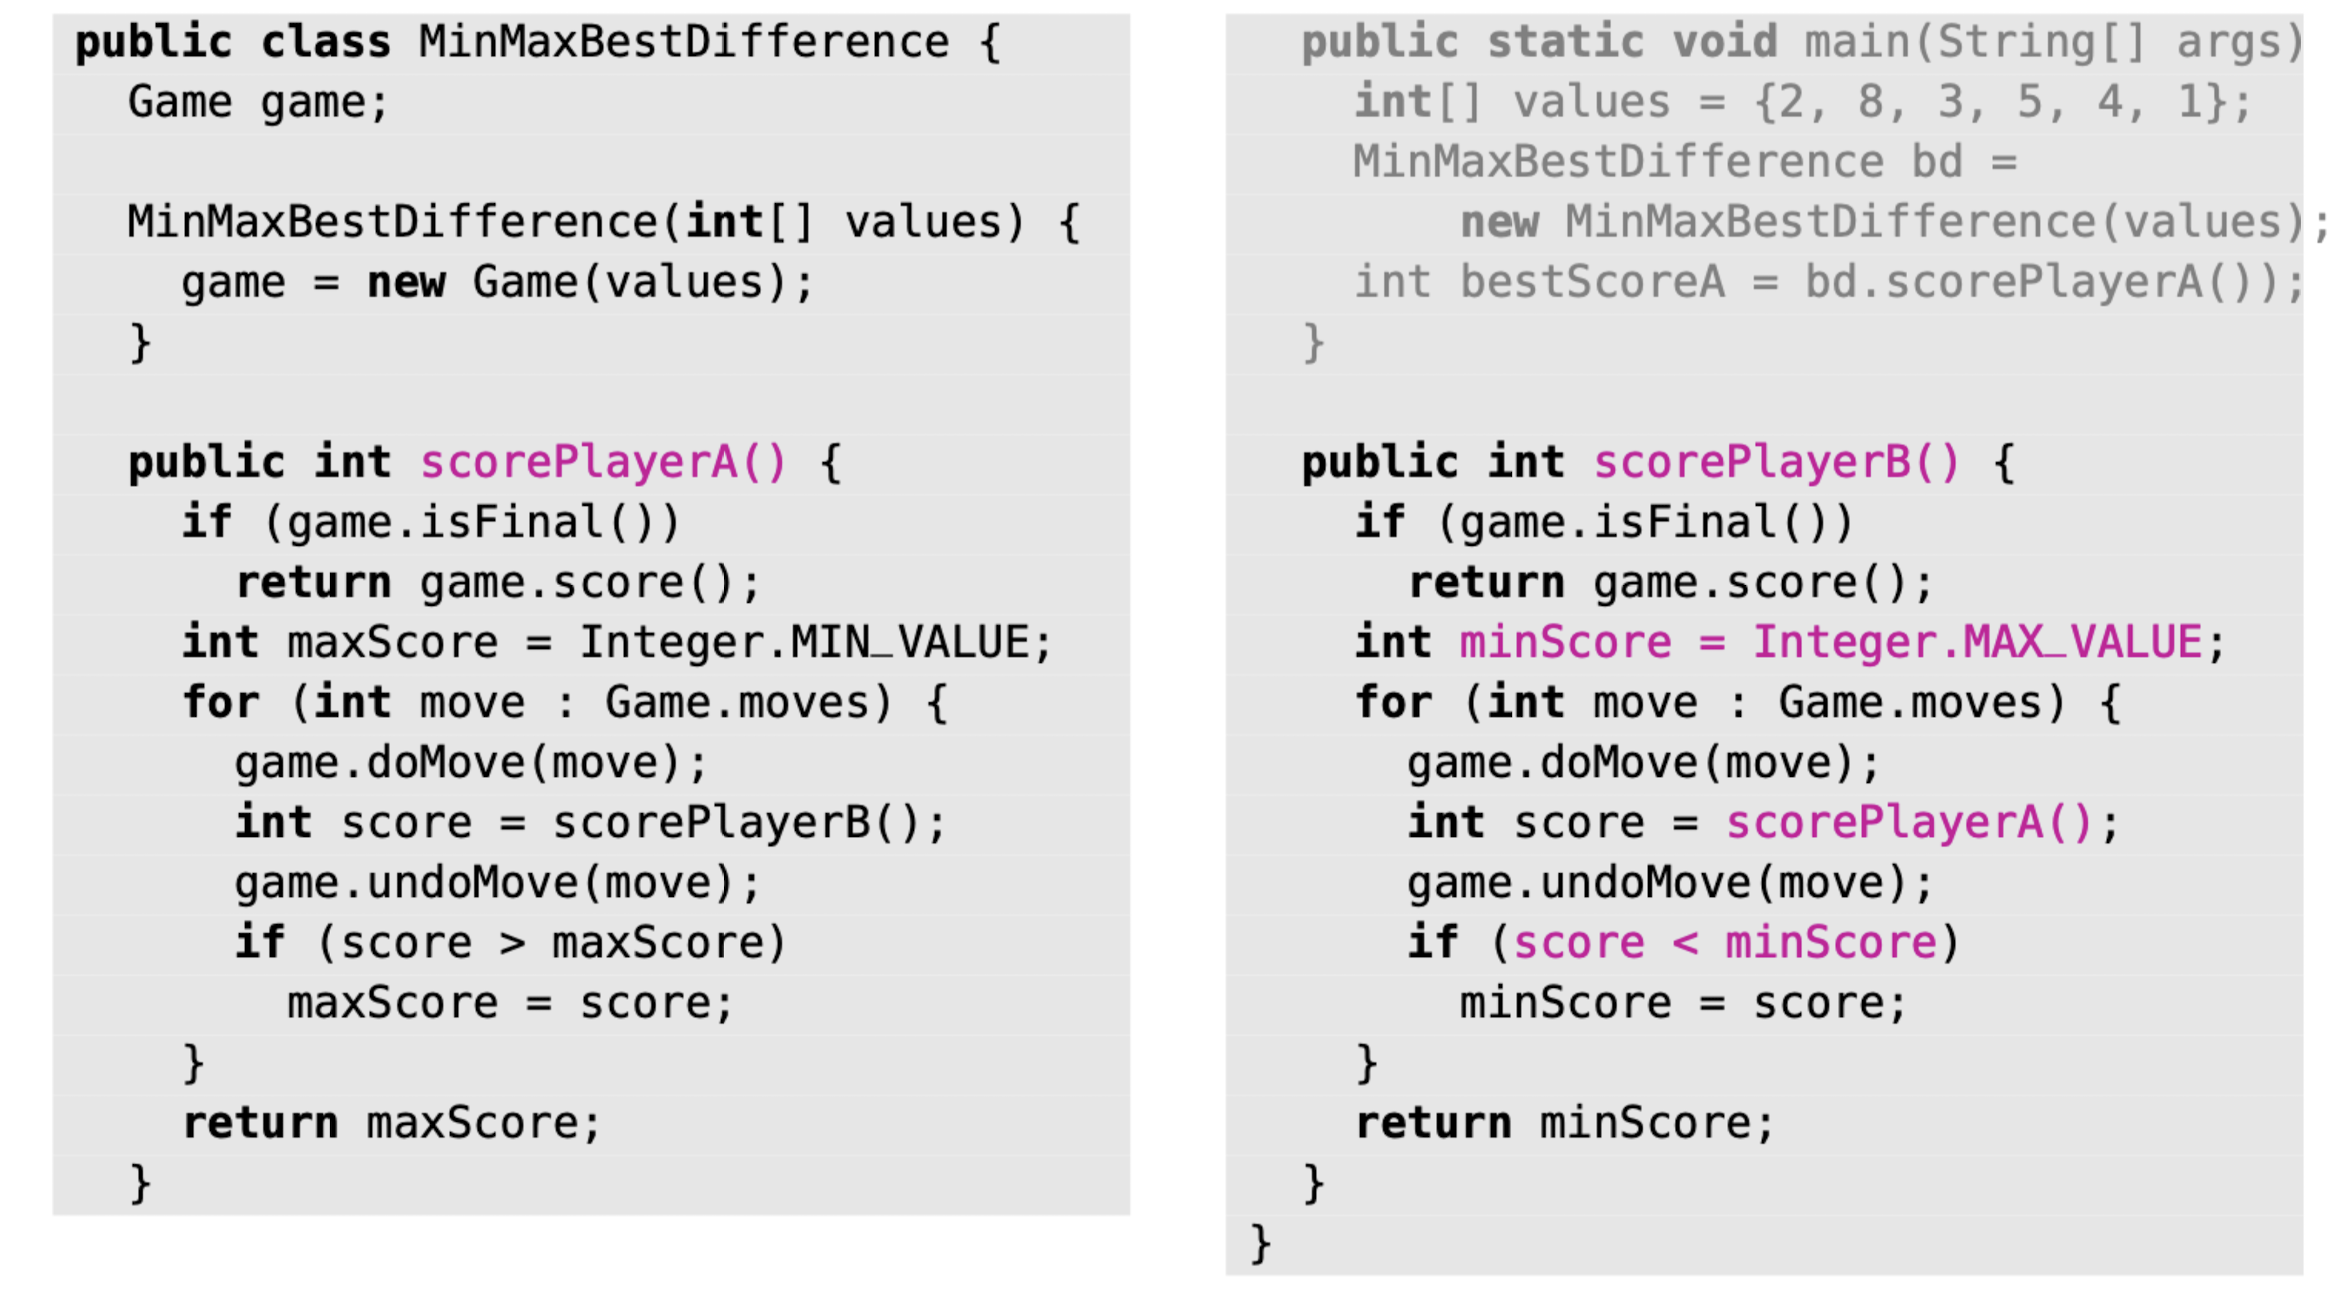 public class MinMaxBestDifference {
  Game game;

  MinMaxBestDifference(int[] values) {
    game = new Game(values);
  }

  public int scorePlayerA() {
    if (game.isFinal())
      return game.score();
    int maxScore = Integer.MIN_VALUE;
    for (int move : Game.moves) {
      game.doMove(move);
      int score = scorePlayerB();
      game.undoMove(move);
      if (score > maxScore)
        maxScore = score;
    }
    return maxScore;
  }
  public static void main(String[] args)
    int[] values = {2, 8, 3, 5, 4, 1};
    MinMaxBestDifference bd =
        new MinMaxBestDifference(values);
    int bestScoreA = bd.scorePlayerA());
  }

  public int scorePlayerB() {
    if (game.isFinal())
      return game.score();
    int minScore = Integer.MAX_VALUE;
    for (int move : Game.moves) {
      game.doMove(move);
      int score = scorePlayerA();
      game.undoMove(move);
      if (score < minScore)
        minScore = score;
    }
    return minScore;
  }
}